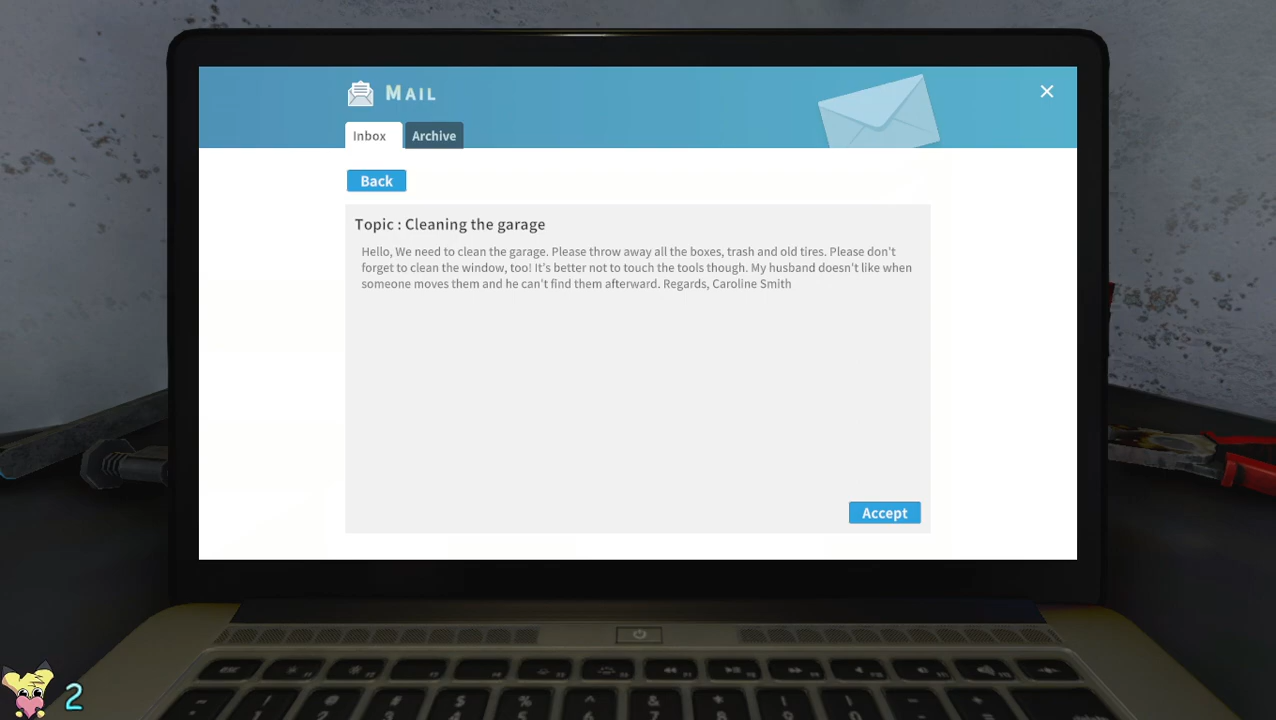 MAIL
Inbox
Archive
Back
Topic : Cleaning the garage
Hello, We need to clean the garage. Please throw away all the boxes, trash and old tires. Please don't
forget to clean the window, too! It's better not to touch the tools though. My husband doesn't like when
someone moves them and he can't find them afterward. Regards, Caroline Smith
Accept
2
esc